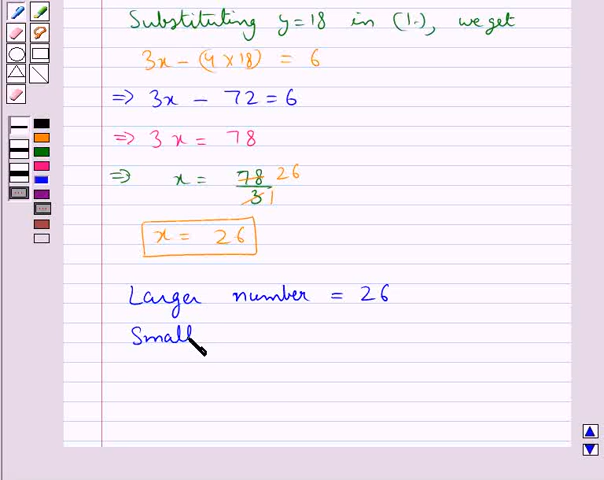 Substituting y=18 in (1.), we get
3x - (4 × 18) = 6
⇒ 3x - 72 = 6
⇒ 3x = 78
⇒ x = 78/3 26 1
x = 26
Larger number = 26
Small